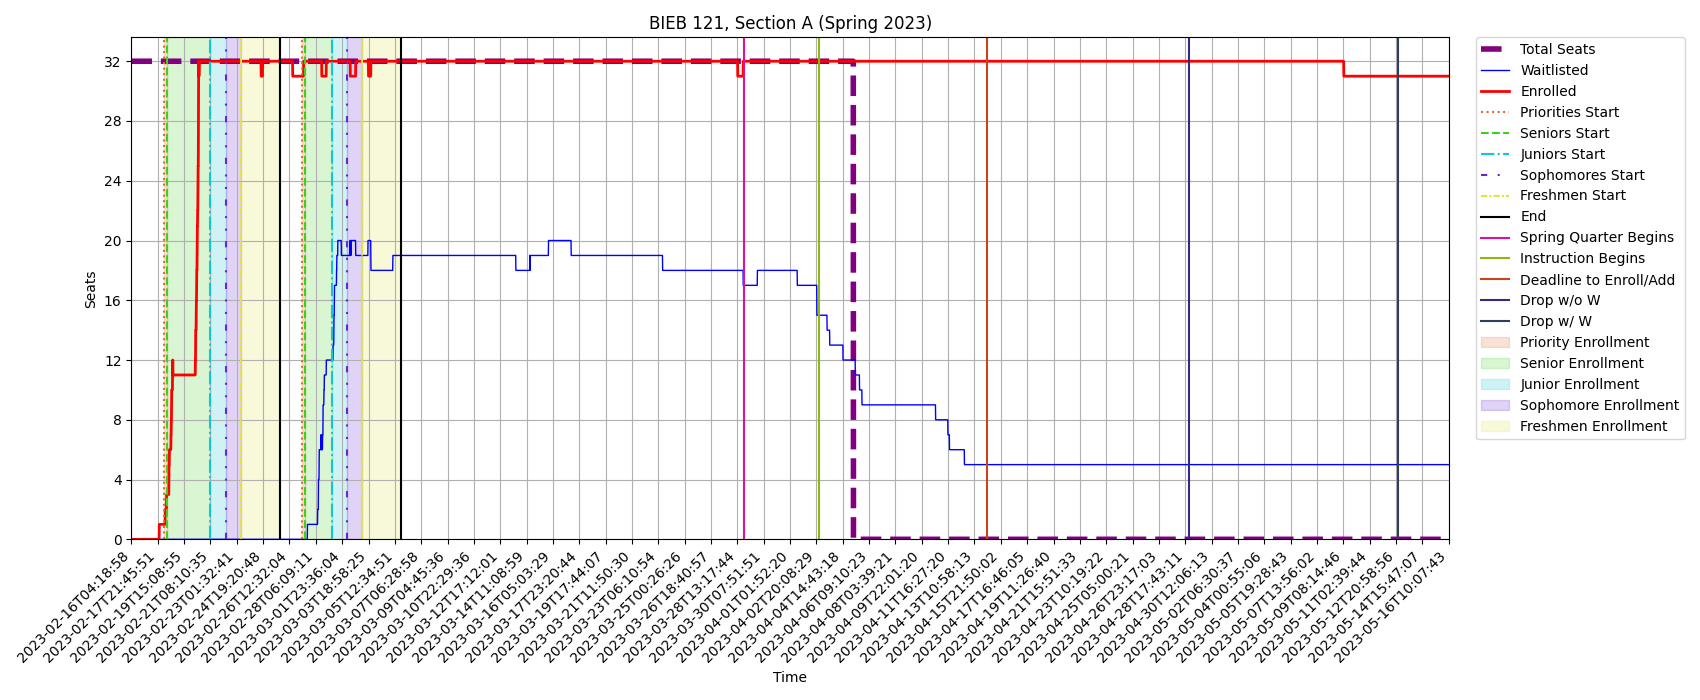 BIEB 121, Section A (Spring 2023)
Seats
32
28
24
20
16
12
8
4
0
2023-02-16T04:18:58
2023-02-17T21:45:51
2023-02-19T15:08:55
2023-02-21T08:10:35
2023-02-23T01:32:41
2023-02-24T19:20:48
2023-02-26T12:32:04
2023-02-28T06:09:11
2023-03-01T23:36:04
2023-03-03T18:58:25
2023-03-05T12:34:51
2023-03-07T06:28:58
2023-03-09T04:45:36
2023-03-10T22:29:36
2023-03-12T17:12:01
2023-03-14T11:08:59
2023-03-16T05:03:29
2023-03-17T23:20:44
2023-03-19T17:44:07
2023-03-21T11:50:30
2023-03-23T06:10:54
2023-03-25T00:26:26
2023-03-26T18:40:57
2023-03-28T13:17:44
2023-03-30T07:51:51
2023-04-01T01:52:20
2023-04-02T20:08:29
2023-04-04T14:43:18
2023-04-06T09:10:23
2023-04-08T03:39:21
2023-04-09T22:01:20
2023-04-11T16:27:20
2023-04-13T10:58:13
2023-04-15T21:50:02
2023-04-17T16:46:05
2023-04-19T11:26:40
2023-04-21T15:51:33
2023-04-23T10:19:22
2023-04-25T05:00:21
2023-04-26T23:17:03
2023-04-28T17:43:11
2023-04-30T12:06:13
2023-05-02T06:30:37
2023-05-04T00:55:06
2023-05-05T19:28:43
2023-05-07T13:56:02
2023-05-09T08:14:46
2023-05-11T02:39:44
2023-05-12T20:58:56
2023-05-14T15:47:07
2023-05-16T10:07:43
Time
Total Seats
Waitlisted
Enrolled
Priorities Start
Seniors Start
Juniors Start
Sophomores Start
Freshmen Start
End
Spring Quarter Begins
Instruction Begins
Deadline to Enroll/Add
Drop w/o W
Drop w/ W
Priority Enrollment
Senior Enrollment
Junior Enrollment
Sophomore Enrollment
Freshmen Enrollment